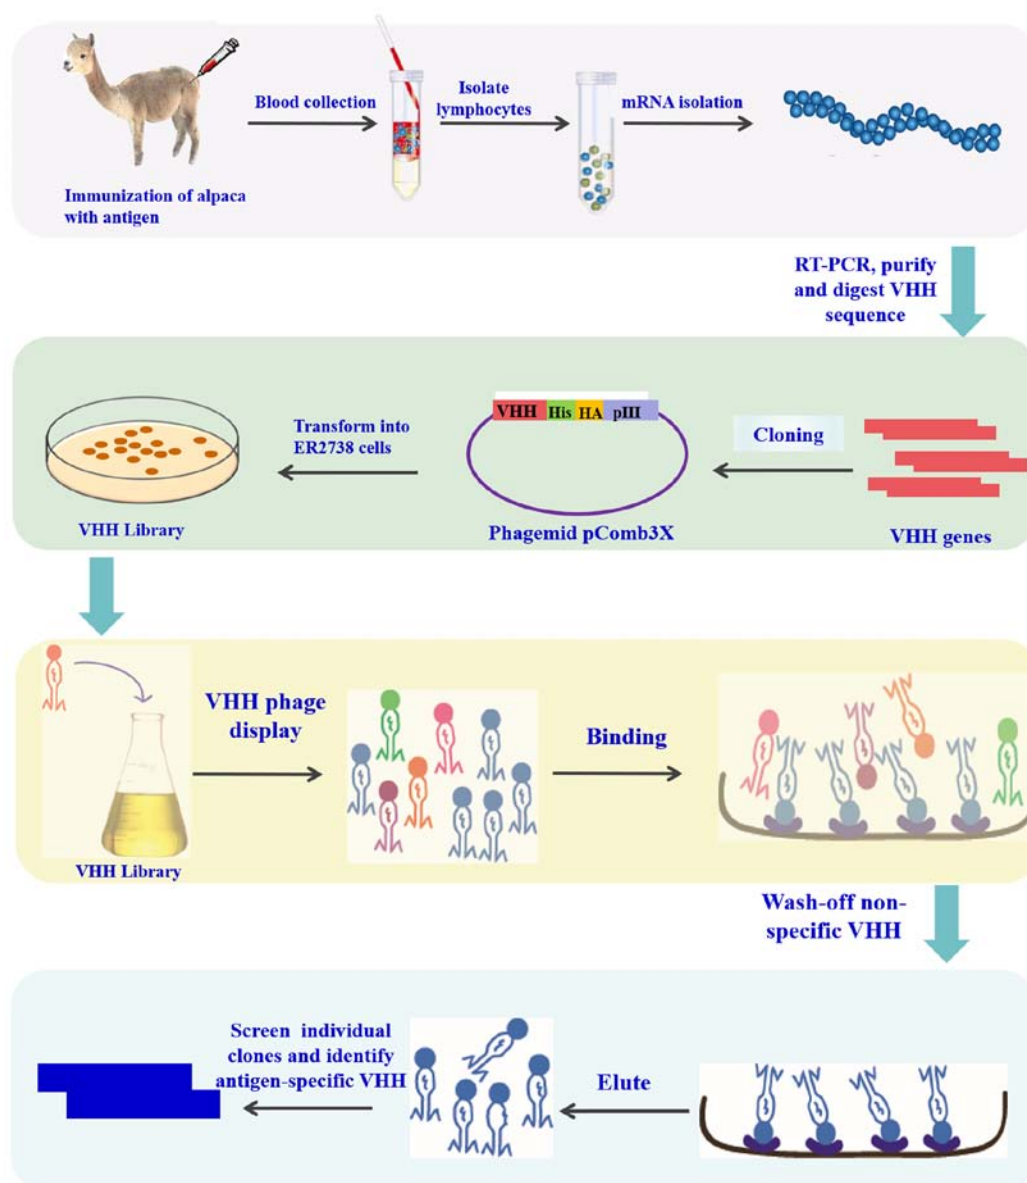 Blood collection
Isolate
lymphocytes
mRNA isolation
Immunization of alpaca
with antigen
RT-PCR, purify
and digest VHH
sequence
VHH His HA pIII
Cloning
Transform into
ER2738 cells
VHH Library
Phagemid pComb3X
VHH genes
VHH phage
display
Binding
VHH Library
Wash-off non-
specific VHH
Screen individual
clones and identify
antigen-specific VHH
Elute